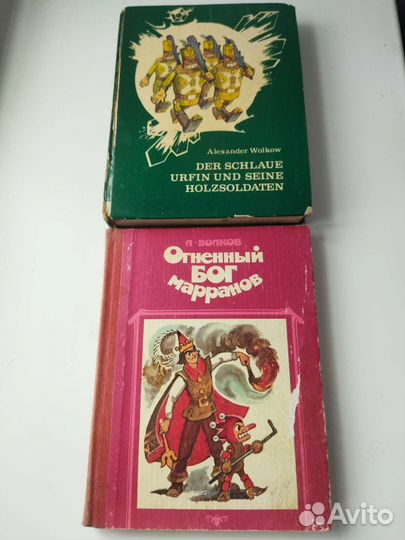 Alexander Wolkow
DER SCHLAUE
URFIN UND SEINE
HOLZSOLDATEN
А·ВОЛКОВ
Огненный
БОГ
марранов
Avito